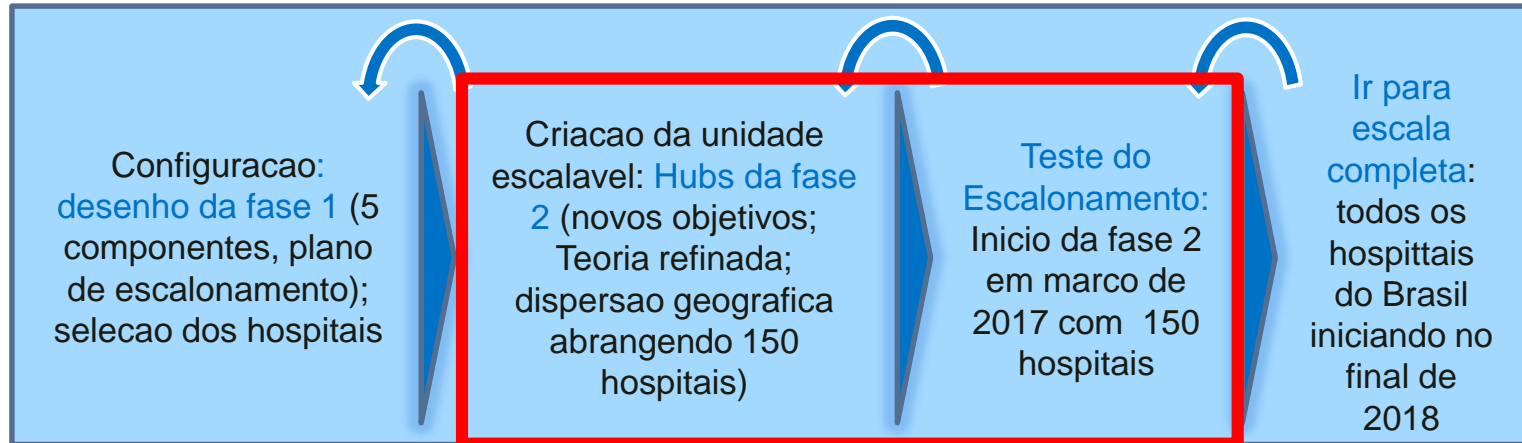 Configuracao:
desenho da fase 1 (5
componentes, plano
de escalonamento);
selecao dos hospitais
Criacao da unidade
escalavel: Hubs da fase
2 (novos objetivos;
Teoria refinada;
dispersao geografica
abrangendo 150
hospitais)
Teste do
Escalonamento:
Inicio da fase 2
em marco de
2017 com 150
hospitais
Ir para
escala
completa:
todos os
hospittais
do Brasil
iniciando no
final de
2018